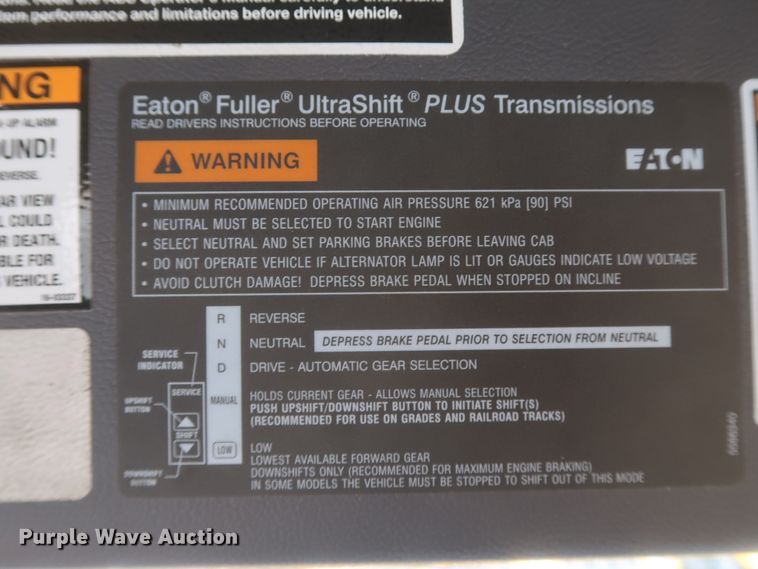 tem performance and limitations before driving vehicle.
NG
UND!
REVERSE.
AR VIEW
L COULD
R DEATH.
BLE FOR
VEHICLE.
Eaton® Fuller® UltraShift® PLUS Transmissions
READ DRIVERS INSTRUCTIONS BEFORE OPERATING
WARNING
EATON
• MINIMUM RECOMMENDED OPERATING AIR PRESSURE 621 kPa [90] PSI
• NEUTRAL MUST BE SELECTED TO START ENGINE
• SELECT NEUTRAL AND SET PARKING BRAKES BEFORE LEAVING CAB
• DO NOT OPERATE VEHICLE IF ALTERNATOR LAMP IS LIT OR GAUGES INDICATE LOW VOLTAGE
• AVOID CLUTCH DAMAGE! DEPRESS BRAKE PEDAL WHEN STOPPED ON INCLINE
R REVERSE
N NEUTRAL DEPRESS BRAKE PEDAL PRIOR TO SELECTION FROM NEUTRAL
D DRIVE - AUTOMATIC GEAR SELECTION
SERVICE
INDICATOR
SERVICE
UPSHIFT
BUTTON
SHIFT
DOWNSHIFT
BUTTON
MANUAL
HOLDS CURRENT GEAR - ALLOWS MANUAL SELECTION
PUSH UPSHIFT/DOWNSHIFT BUTTON TO INITIATE SHIFT(S)
(RECOMMENDED FOR USE ON GRADES AND RAILROAD TRACKS)
LOW
LOW
LOWEST AVAILABLE FORWARD GEAR
DOWNSHIFTS ONLY (RECOMMENDED FOR MAXIMUM ENGINE BRAKING)
IN SOME MODELS THE VEHICLE MUST BE STOPPED TO SHIFT OUT OF THIS MODE
Purple Wave Auction